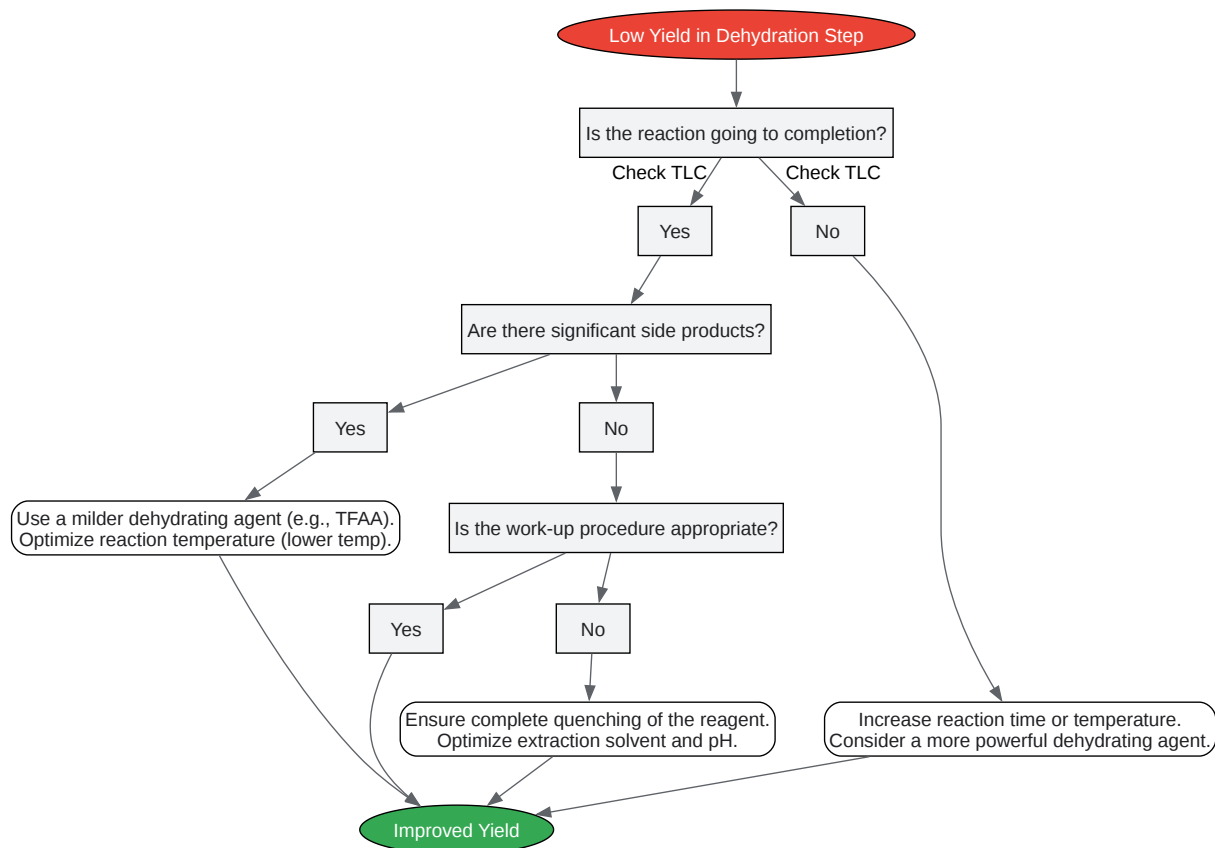 Low Yield in Dehydration Step
Is the reaction going to completion?
Check TLC
Check TLC
Yes
No
Are there significant side products?
Yes
No
Use a milder dehydrating agent (e.g., TFAA).
Optimize reaction temperature (lower temp).
Is the work-up procedure appropriate?
Yes
No
Ensure complete quenching of the reagent.
Optimize extraction solvent and pH.
Increase reaction time or temperature.
Consider a more powerful dehydrating agent.
Improved Yield